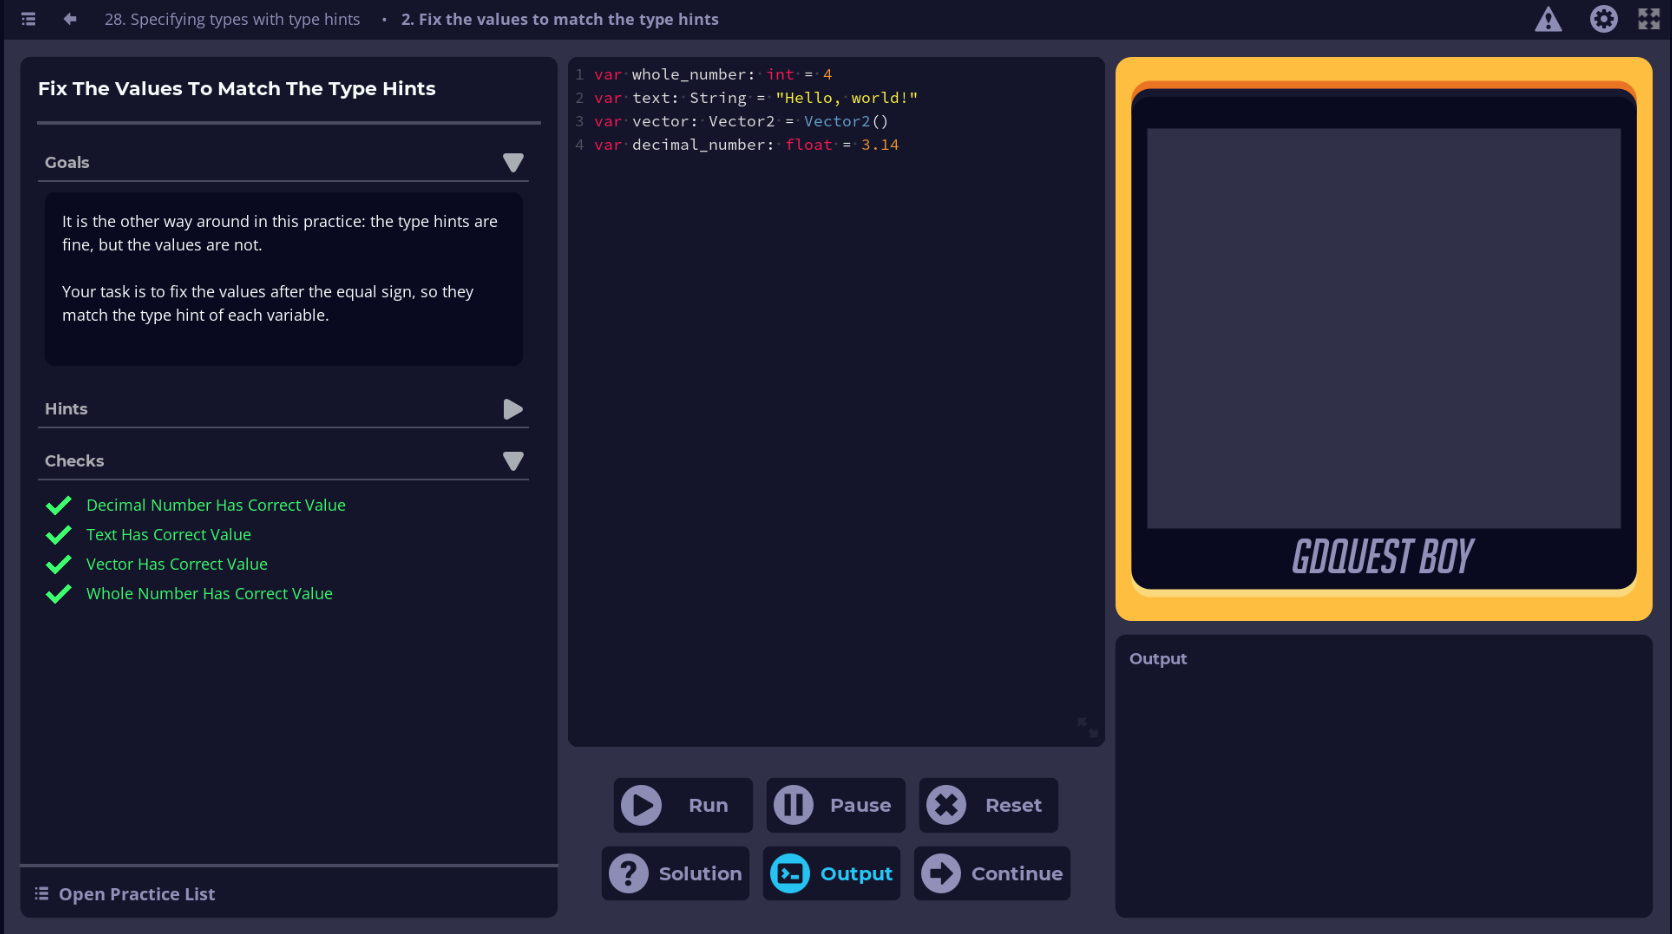 28. Specifying types with type hints • 2. Fix the values to match the type hints
Fix The Values To Match The Type Hints
Goals
It is the other way around in this practice: the type hints are
fine, but the values are not.
Your task is to fix the values after the equal sign, so they
match the type hint of each variable.
Hints
Checks
Decimal Number Has Correct Value
Text Has Correct Value
Vector Has Correct Value
Whole Number Has Correct Value
Open Practice List
1 var whole_number: int = 4
2 var text: String = "Hello, world!"
3 var vector: Vector2 = Vector2()
4 var decimal_number: float = 3.14
Run
Pause
Reset
Solution
Output
Continue
GDQUEST BOY
Output